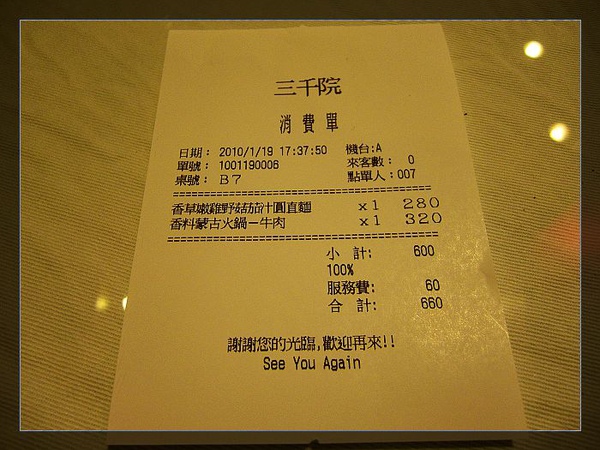 三千院
消費單
日期： 2010/1/19 17:37:50 機台:A
單號： 1001190006 來客數： 0
桌號： B7 點單人：007
香草嫩雞野菇茄汁圓直麵 x1 280
香料蒙古火鍋－牛肉 x1 320
小 計: 600
100%
服務費: 60
合 計: 660
謝謝您的光臨,歡迎再來!!
See You Again